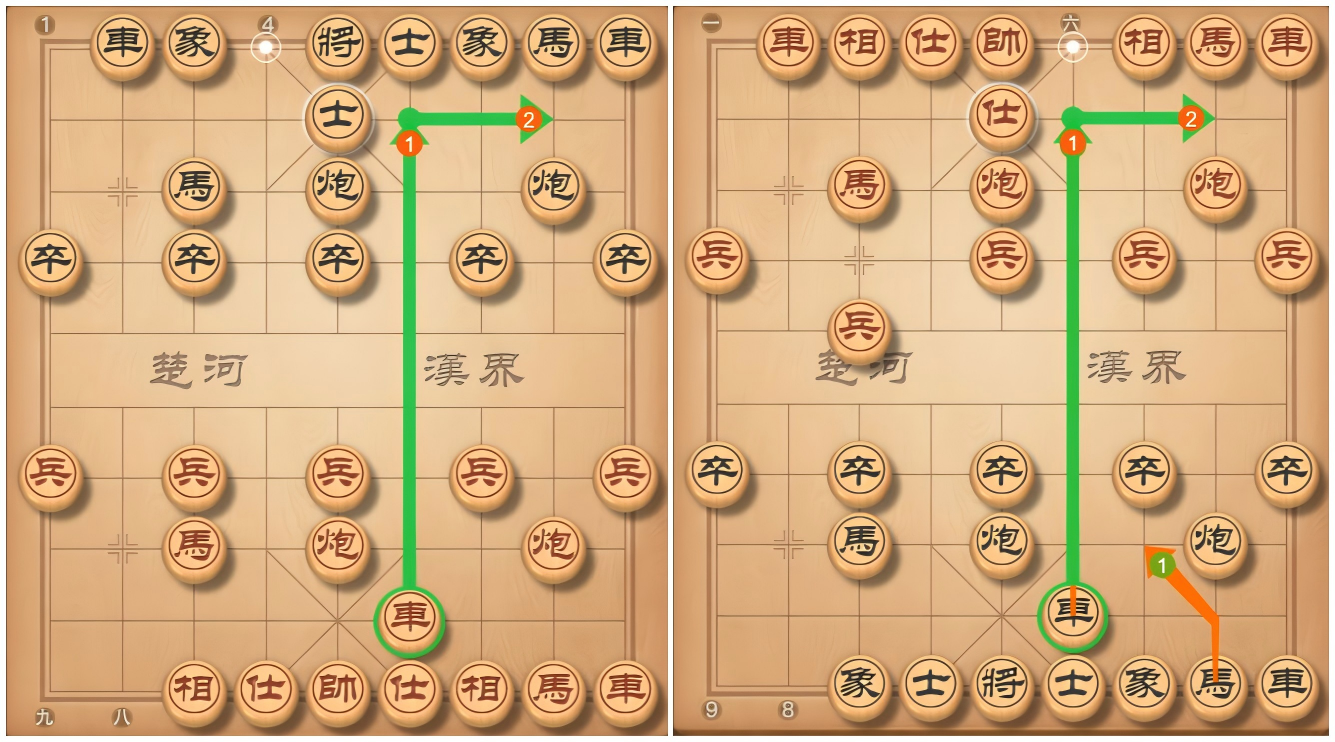 1 4
車 象 將 士 象 馬 車
士 2
1
馬 炮 炮
卒 卒 卒 卒 卒
楚河 漢界
兵 兵 兵 兵 兵
馬 炮 炮
車
相 仕 帥 仕 相 馬 車
九 八
一 六
車 相 仕 帥 相 馬 車
仕 2
1
馬 炮 炮
兵 兵 兵 兵
兵
楚河 漢界
卒 卒 卒 卒 卒
馬 炮 炮
1
車
象 士 將 士 象 馬 車
9 8